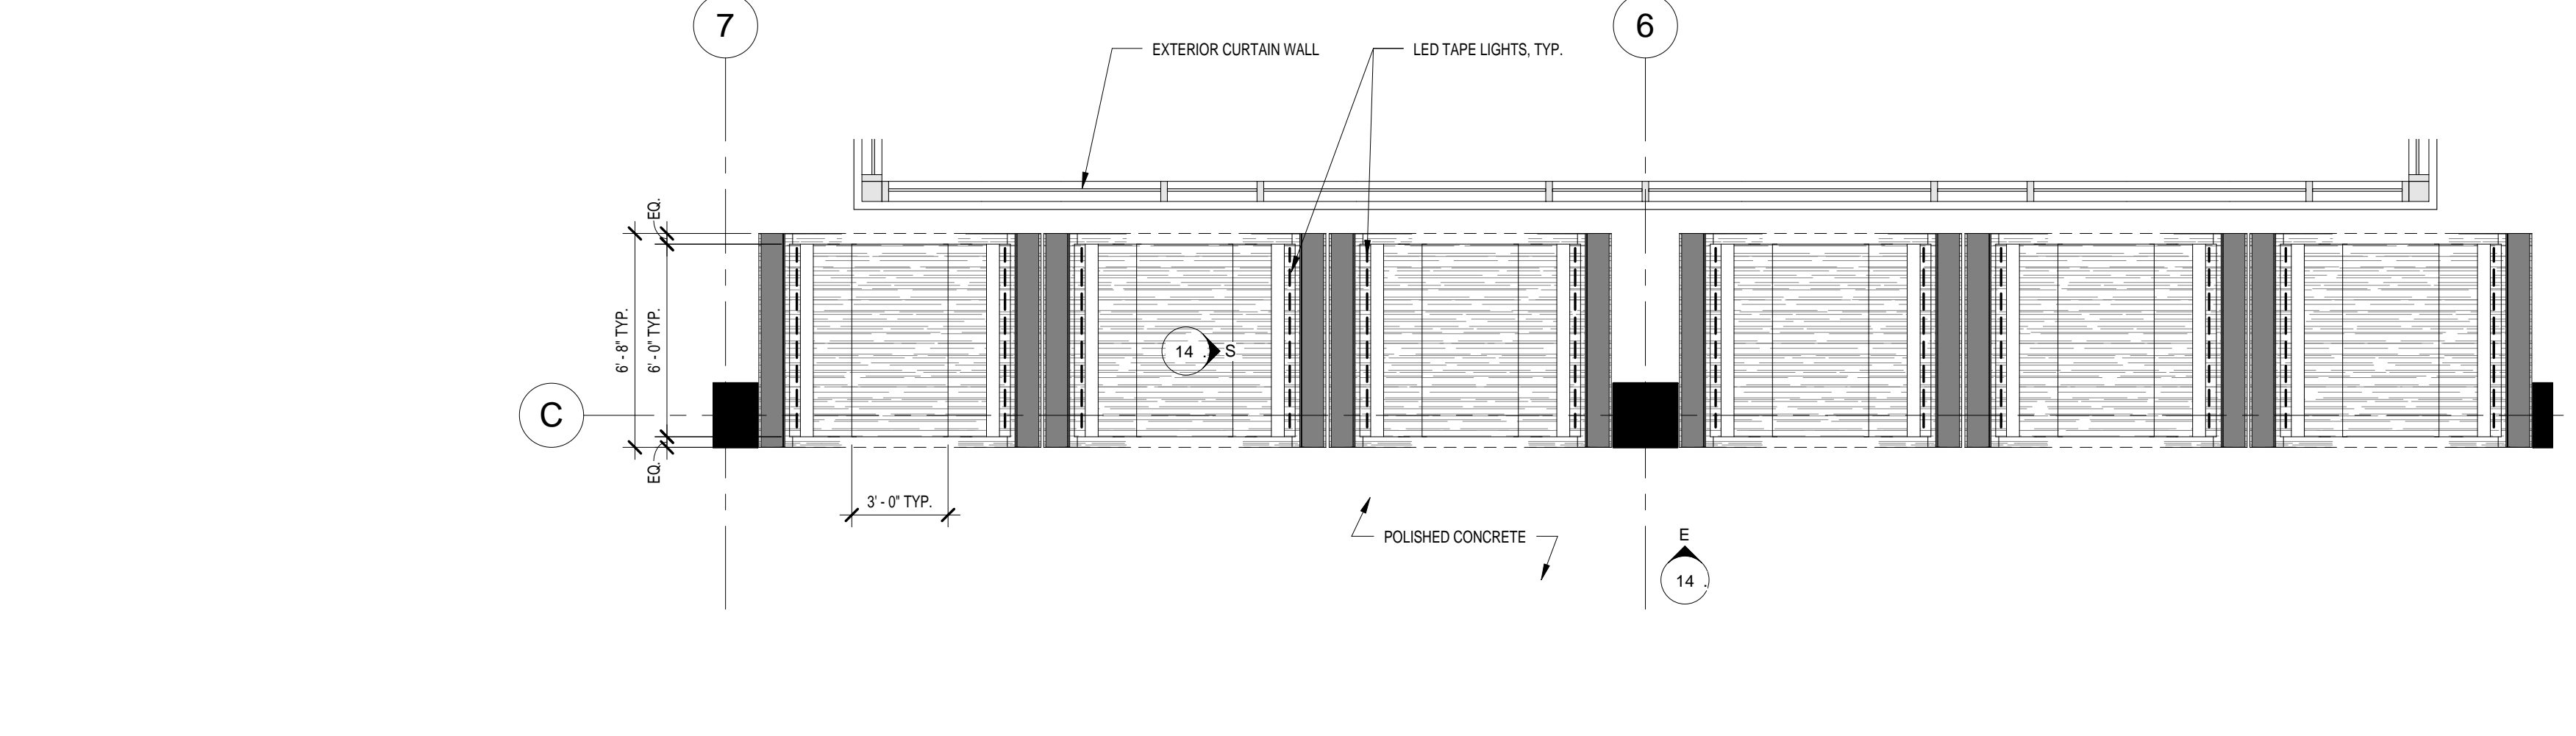 7
6
EXTERIOR CURTAIN WALL
LED TAPE LIGHTS, TYP.
EQ.
6' - 8" TYP.
6' - 0" TYP.
14 .
S
C
EQ.
3' - 0" TYP.
POLISHED CONCRETE
E
14 .